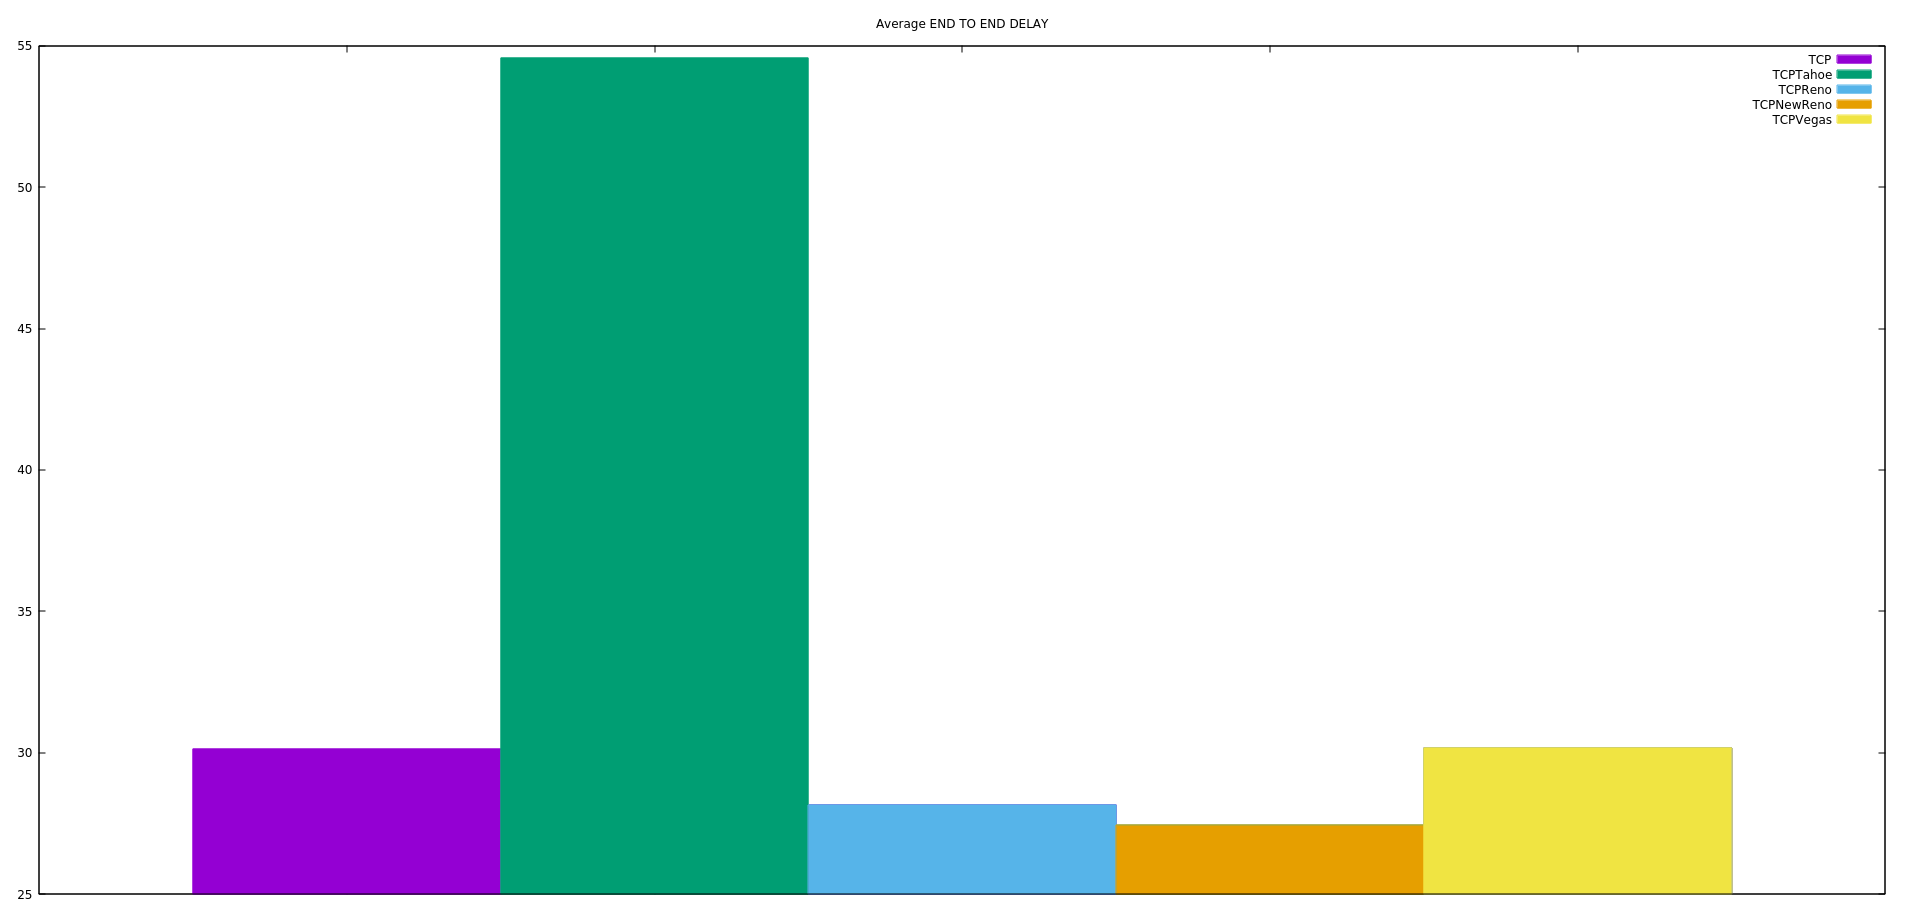 Average END TO END DELAY
55
50
45
40
35
30
25
TCP
TCPTahoe
TCPReno
TCPNewReno
TCPVegas